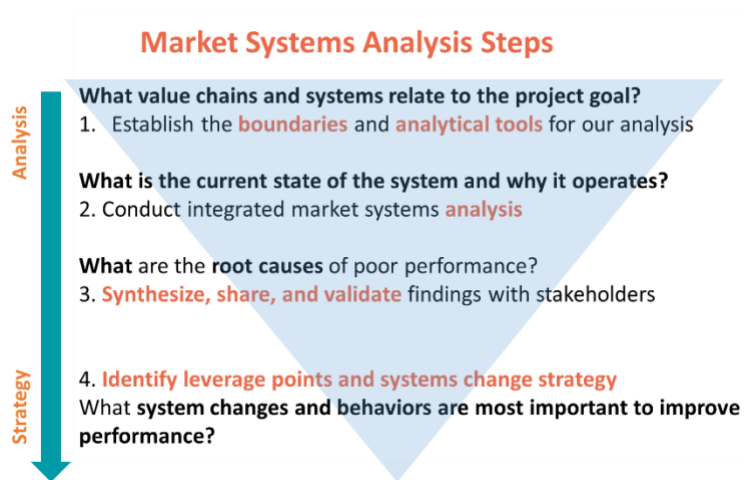 Market Systems Analysis Steps
Analysis
What value chains and systems relate to the project goal?
1. Establish the boundaries and analytical tools for our analysis
What is the current state of the system and why it operates?
2. Conduct integrated market systems analysis
What are the root causes of poor performance?
3. Synthesize, share, and validate findings with stakeholders
Strategy
4. Identify leverage points and systems change strategy
What system changes and behaviors are most important to improve
performance?